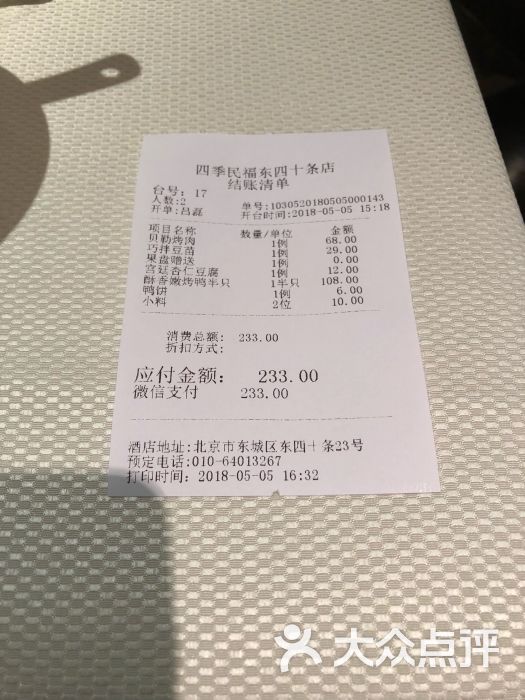 四季民福东四十条店
结账清单
台号: 17
人数:2 单号:1030520180505000143
开单:吕磊 开台时间:2018-05-05 15:18
项目名称 数量/单位 金额
贝勒烤肉 1例 68.00
巧拌豆苗 1例 29.00
果盘赠送 1例 0.00
宫廷杏仁豆腐 1例 12.00
酥香嫩烤鸭半只 1半只 108.00
鸭饼 1例 6.00
小料 2位 10.00
消费总额: 233.00
折扣方式:
应付金额: 233.00
微信支付 233.00
酒店地址:北京市东城区东四十条23号
预定电话:010-64013267
打印时间: 2018-05-05 16:32
大众点评